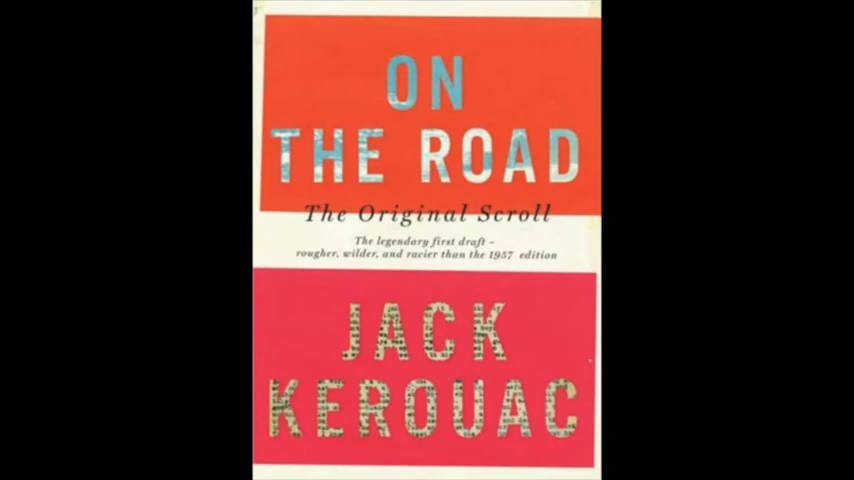 ON
THE ROAD
The Original Scroll
The legendary first draft –
rougher, wilder, and racier than the 1957 edition
JACK
KEROUAC